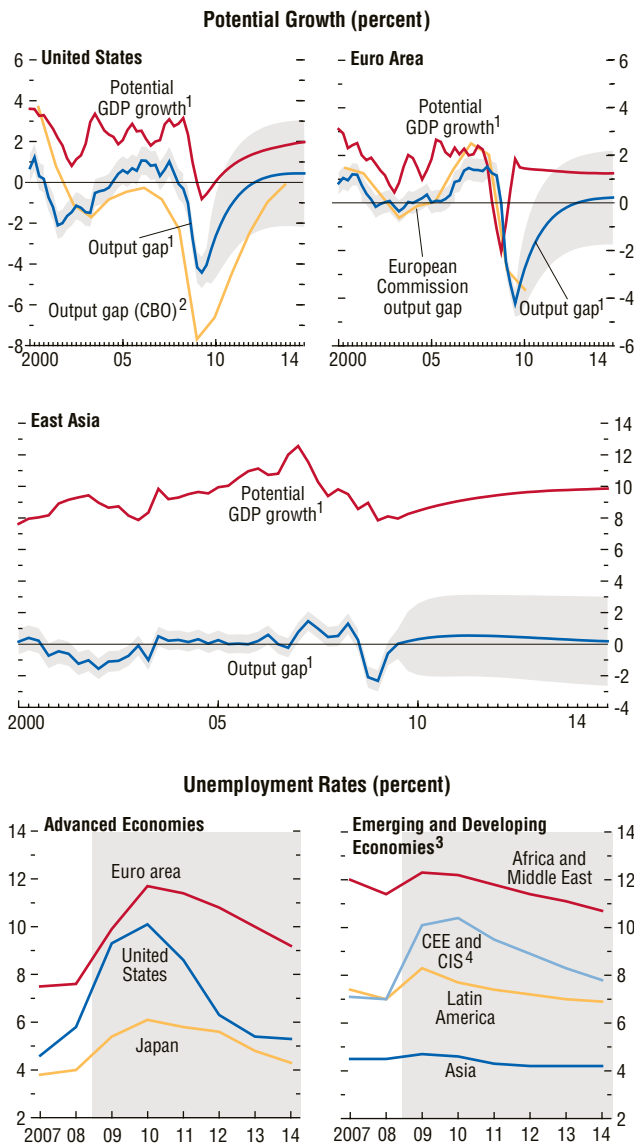 Potential Growth (percent)
United States
Potential
GDP growth1
Output gap1
Output gap (CBO)2
6
4
2
0
-2
-4
-6
-8
2000 05 10 14
Euro Area
Potential
GDP growth1
European
Commission
output gap
Output gap1
6
4
2
0
-2
-4
-6
2000 05 10 14
East Asia
Potential
GDP growth1
Output gap1
14
12
10
8
6
4
2
0
-2
-4
2000 05 10 14
Unemployment Rates (percent)
Advanced Economies
Euro area
United
States
Japan
14
12
10
8
6
4
2
2007 08 09 10 11 12 13 14
Emerging and Developing
Economies3
Africa and
Middle East
CEE and
CIS4
Latin
America
Asia
14
12
10
8
6
4
2
2007 08 09 10 11 12 13 14